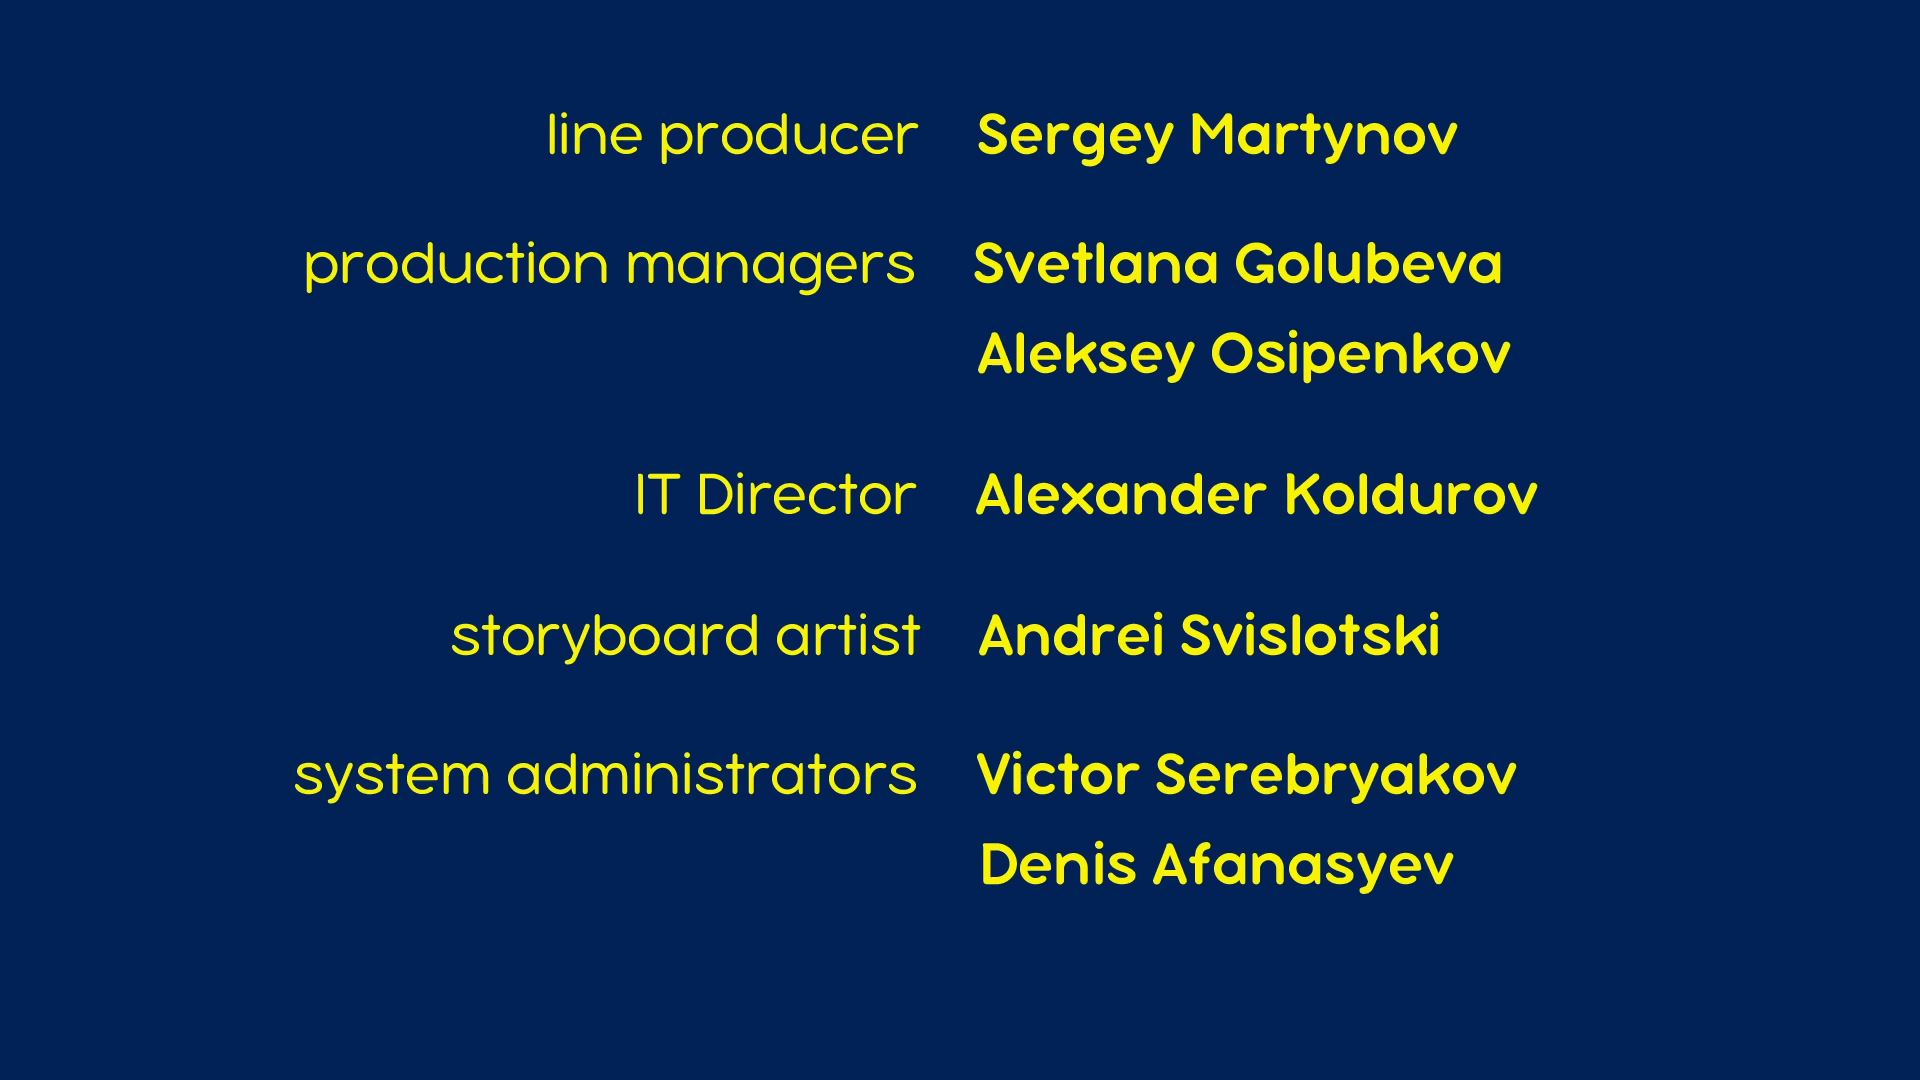 line producer Sergey Martynov
production managers Svetlana Golubeva
Aleksey Osipenkov
IT Director Alexander Koldurov
storyboard artist Andrei Svislotski
system administrators Victor Serebryakov
Denis Afanasyev